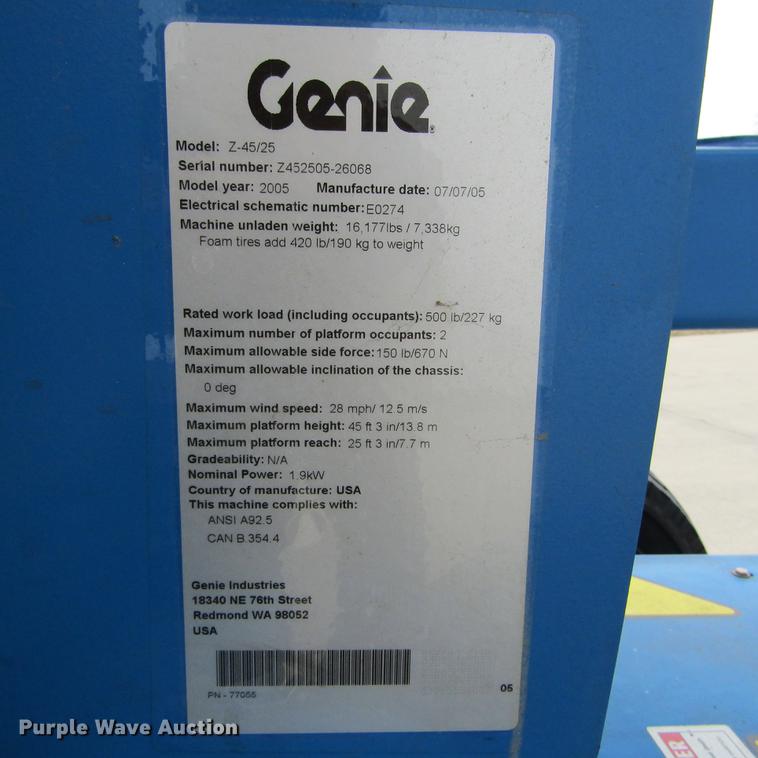 Genie
Model: Z-45/25
Serial number: Z452505-26068
Model year: 2005 Manufacture date: 07/07/05
Electrical schematic number: E0274
Machine unladen weight: 16,177lbs / 7,338kg
Foam tires add 420 lb/190 kg to weight
Rated work load (including occupants): 500 lb/227 kg
Maximum number of platform occupants: 2
Maximum allowable side force: 150 lb/670 N
Maximum allowable inclination of the chassis:
0 deg
Maximum wind speed: 28 mph/ 12.5 m/s
Maximum platform height: 45 ft 3 in/13.8 m
Maximum platform reach: 25 ft 3 in/7.7 m
Gradeability: N/A
Nominal Power: 1.9kW
Country of manufacture: USA
This machine complies with:
ANSI A92.5
CAN B.354.4
Genie Industries
18340 NE 76th Street
Redmond WA 98052
USA
PN - 77055
05
Purple Wave Auction